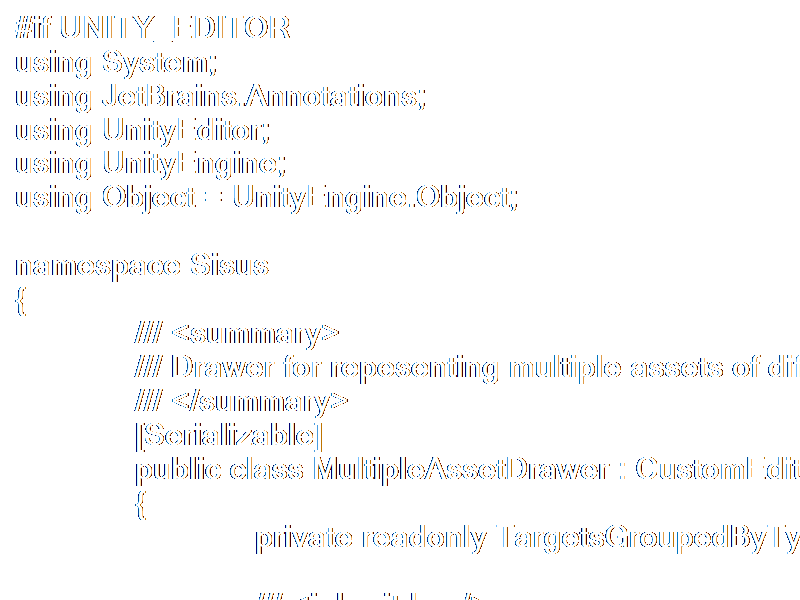 #if UNITY_EDITOR
using System;
using JetBrains.Annotations;
using UnityEditor;
using UnityEngine;
using Object = UnityEngine.Object;
namespace Sisus
{
/// <summary>
/// Drawer for repesenting multiple assets of dif
/// </summary>
[Serializable]
public class MultipleAssetDrawer : CustomEdit
{
private readonly TargetsGroupedByTy